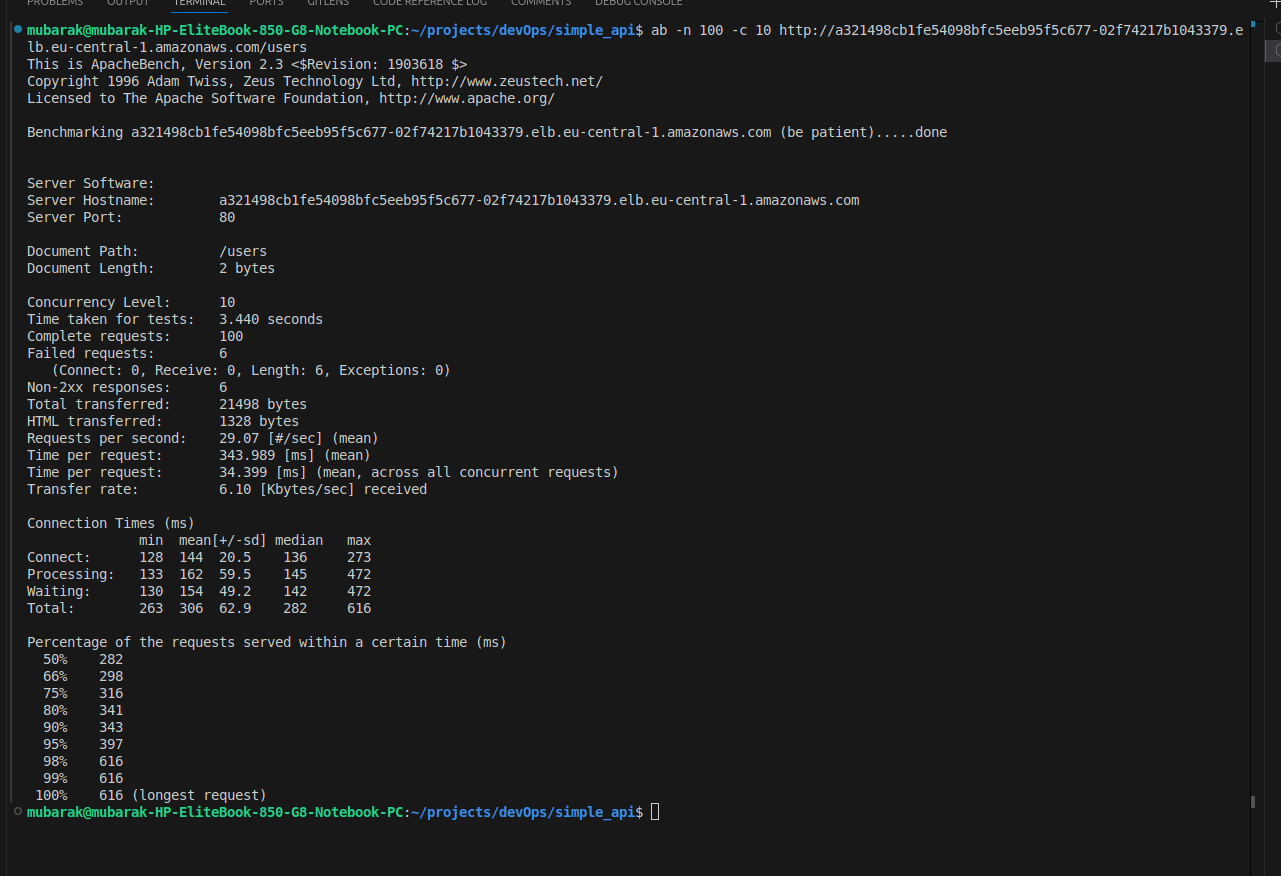 PROBLEMS OUTPUT TERMINAL PORTS GITLENS CODE REFERENCE LOG COMMENTS DEBUG CONSOLE
mubarak@mubarak-HP-EliteBook-850-G8-Notebook-PC:~/projects/devOps/simple_api$ ab -n 100 -c 10 http://a321498cb1fe54098bfc5eeb95f5c677-02f74217b1043379.e
lb.eu-central-1.amazonaws.com/users
This is ApacheBench, Version 2.3 <$Revision: 1903618 $>
Copyright 1996 Adam Twiss, Zeus Technology Ltd, http://www.zeustech.net/
Licensed to The Apache Software Foundation, http://www.apache.org/
Benchmarking a321498cb1fe54098bfc5eeb95f5c677-02f74217b1043379.elb.eu-central-1.amazonaws.com (be patient).....done
Server Software:
Server Hostname:        a321498cb1fe54098bfc5eeb95f5c677-02f74217b1043379.elb.eu-central-1.amazonaws.com
Server Port:            80
Document Path:          /users
Document Length:        2 bytes
Concurrency Level:      10
Time taken for tests:   3.440 seconds
Complete requests:      100
Failed requests:        6
   (Connect: 0, Receive: 0, Length: 6, Exceptions: 0)
Non-2xx responses:      6
Total transferred:      21498 bytes
HTML transferred:       1328 bytes
Requests per second:    29.07 [#/sec] (mean)
Time per request:       343.989 [ms] (mean)
Time per request:       34.399 [ms] (mean, across all concurrent requests)
Transfer rate:          6.10 [Kbytes/sec] received
Connection Times (ms)
              min  mean[+/-sd] median   max
Connect:      128  144  20.5    136     273
Processing:   133  162  59.5    145     472
Waiting:      130  154  49.2    142     472
Total:        263  306  62.9    282     616
Percentage of the requests served within a certain time (ms)
  50%    282
  66%    298
  75%    316
  80%    341
  90%    343
  95%    397
  98%    616
  99%    616
 100%    616 (longest request)
mubarak@mubarak-HP-EliteBook-850-G8-Notebook-PC:~/projects/devOps/simple_api$